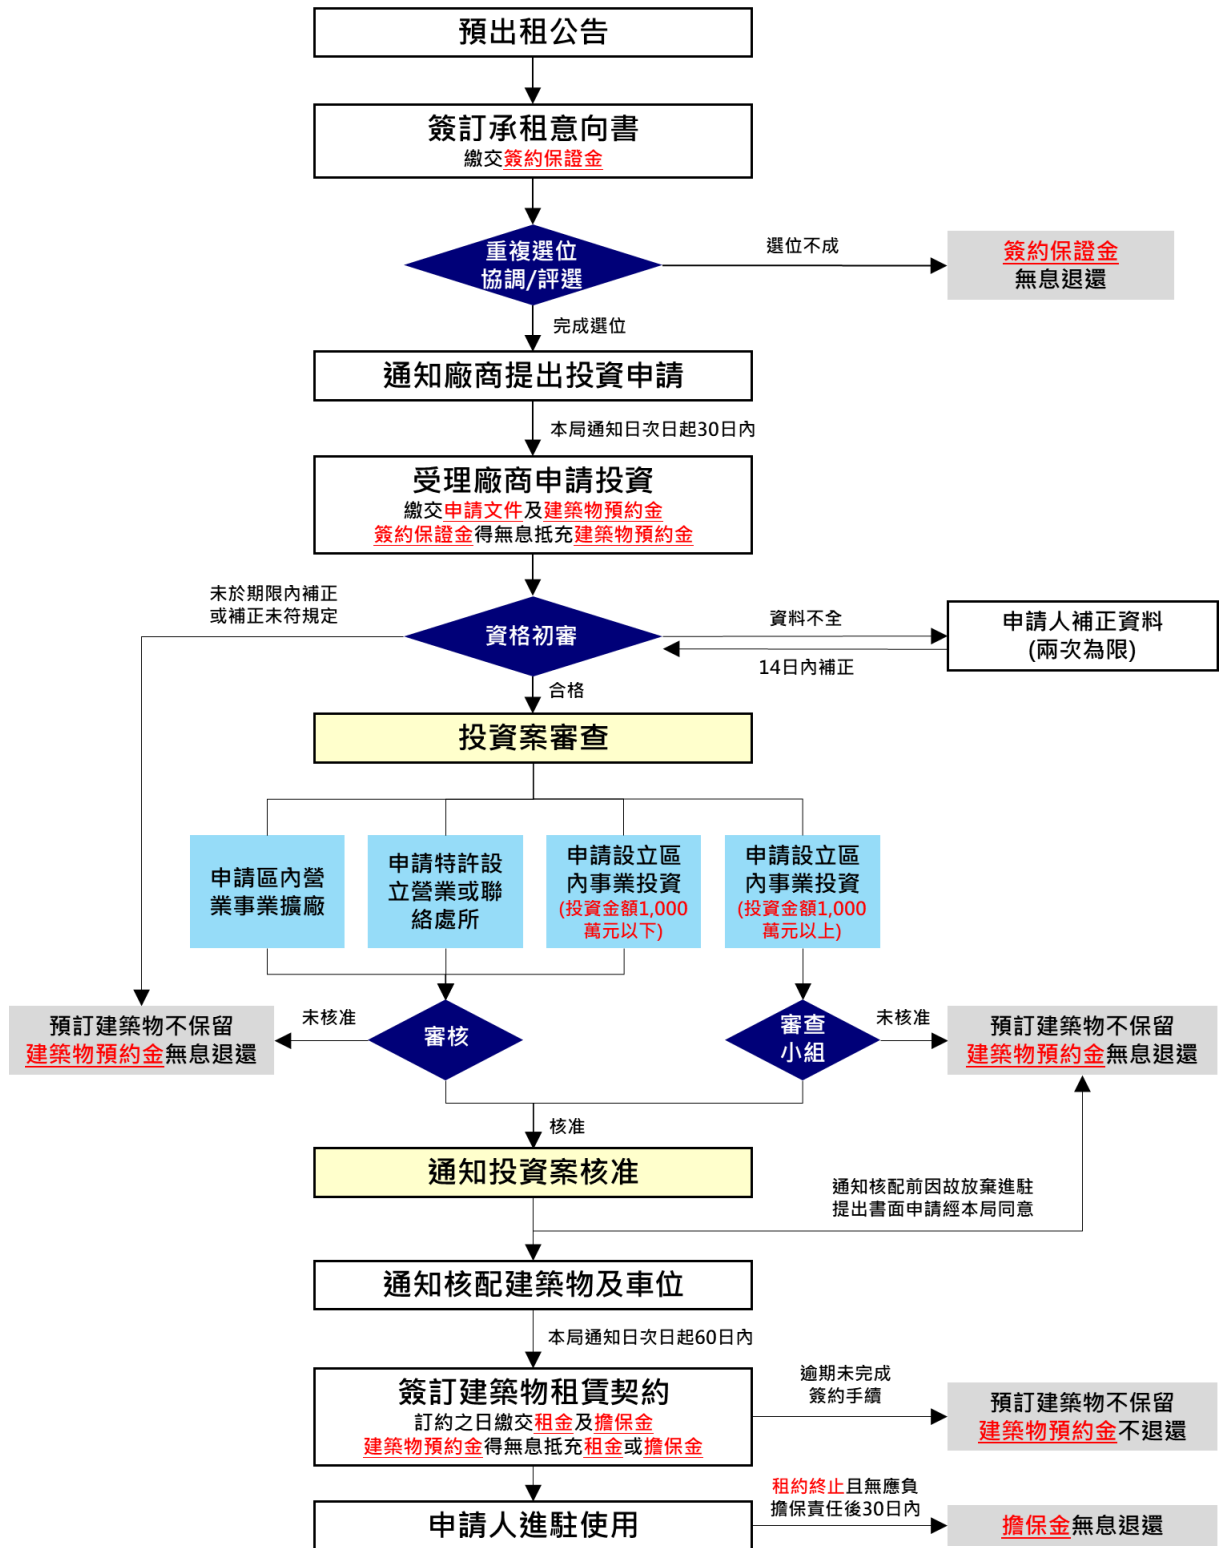 預出租公告
簽訂承租意向書
繳交簽約保證金
重複選位
協調/評選
選位不成
簽約保證金
無息退還
完成選位
通知廠商提出投資申請
本局通知日次日起30日內
受理廠商申請投資
繳交申請文件及建築物預約金
簽約保證金得無息抵充建築物預約金
未於期限內補正
或補正未符規定
資格初審
資料不全
14日內補正
申請人補正資料
(兩次為限)
合格
投資案審查
申請區內營
業事業擴廠
申請特許設
立營業或聯
絡處所
申請設立區
內事業投資
(投資金額1,000
萬元以下)
申請設立區
內事業投資
(投資金額1,000
萬元以上)
預訂建築物不保留
建築物預約金無息退還
未核准
審核
審查
小組
未核准
預訂建築物不保留
建築物預約金無息退還
核准
通知投資案核准
通知核配前因故放棄進駐
提出書面申請經本局同意
通知核配建築物及車位
本局通知日次日起60日內
簽訂建築物租賃契約
訂約之日繳交租金及擔保金
建築物預約金得無息抵充租金或擔保金
逾期未完成
簽約手續
預訂建築物不保留
建築物預約金不退還
申請人進駐使用
租約終止且無應負
擔保責任後30日內
擔保金無息退還